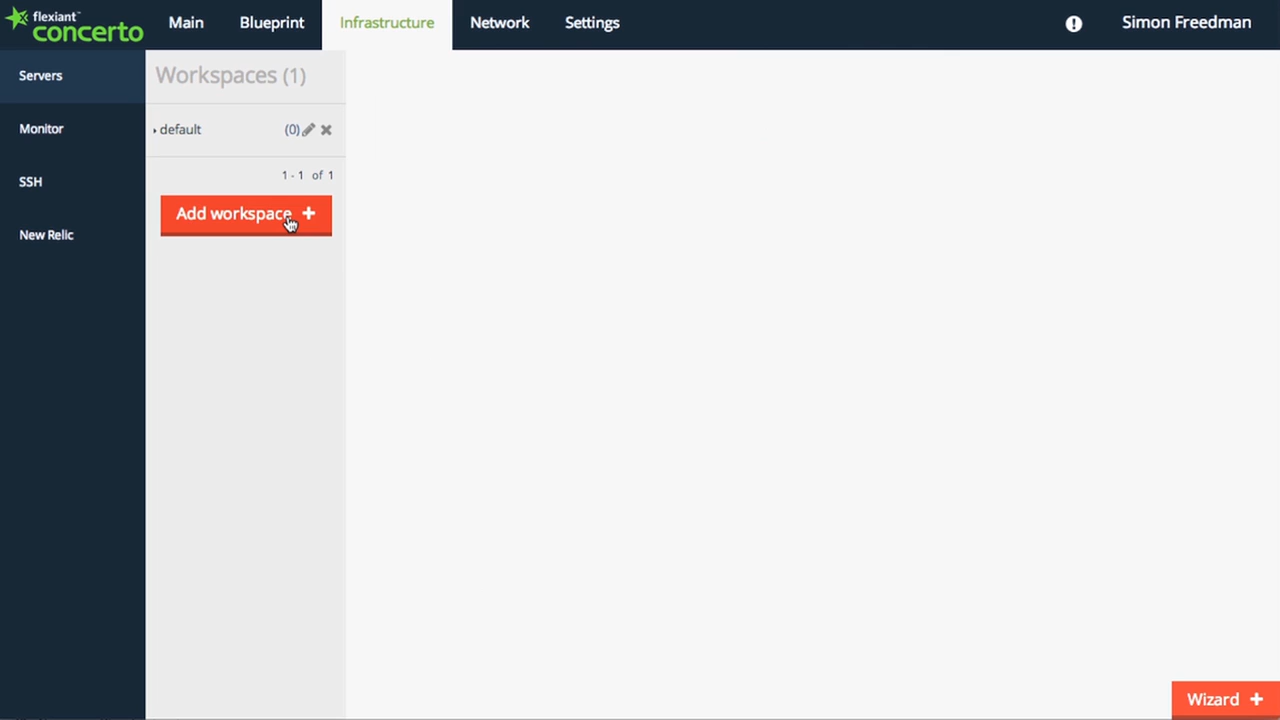 flexiant™
concerto
Main
Blueprint
Infrastructure
Network
Settings
Simon Freedman
Servers
Monitor
SSH
New Relic
Workspaces (1)
default (0)
1 - 1 of 1
Add workspace +
Wizard +